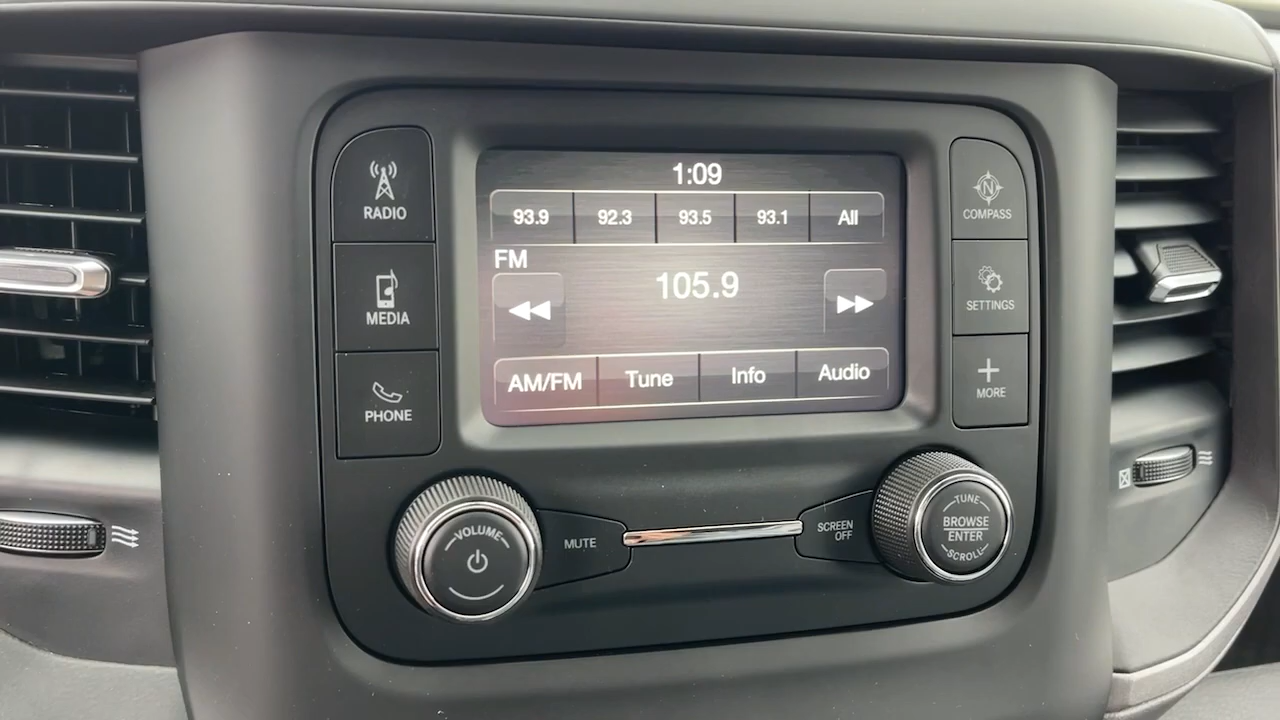 1:09
93.9 92.3 93.5 93.1 All
FM
105.9
AM/FM Tune Info Audio
RADIO
MEDIA
PHONE
N
COMPASS
SETTINGS
MORE
VOLUME
MUTE
SCREEN
OFF
TUNE
BROWSE
ENTER
SCROLL